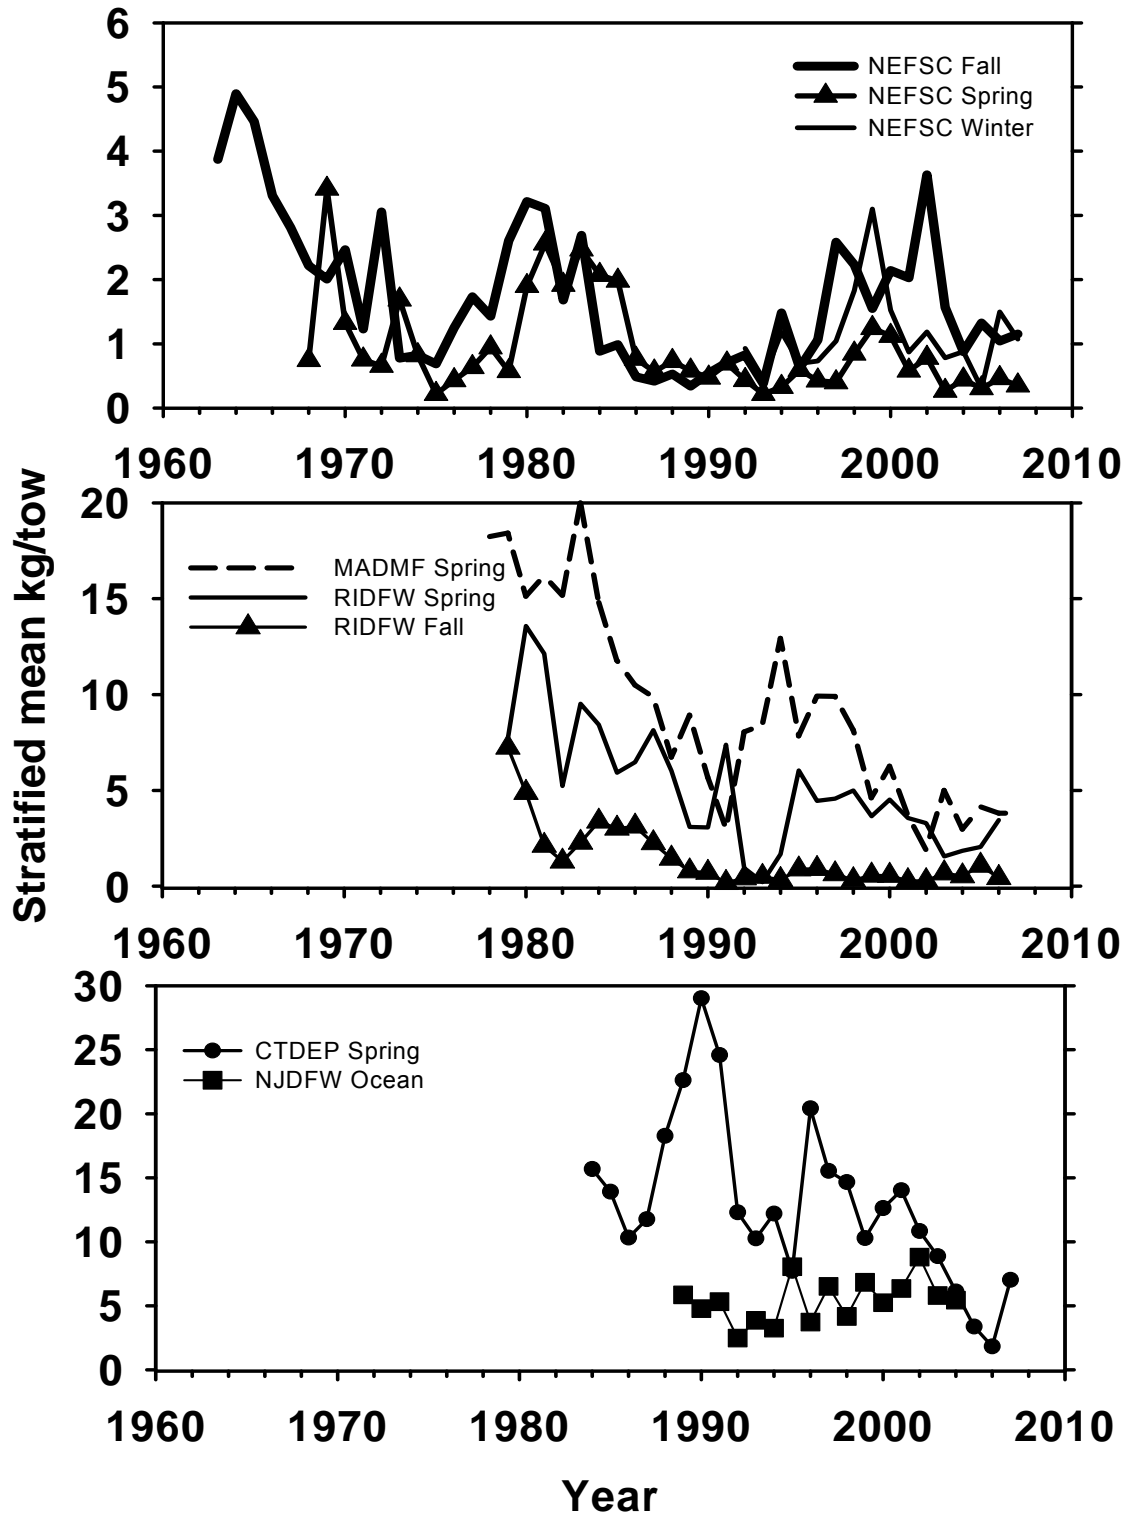 6
5
4
3
2
1
0
NEFSC Fall
NEFSC Spring
NEFSC Winter
1960 1970 1980 1990 2000 2010
Stratified mean kg/tow
20
15
10
5
0
MADMF Spring
RIDFW Spring
RIDFW Fall
1960 1970 1980 1990 2000 2010
30
25
20
15
10
5
0
CTDEP Spring
NJDFW Ocean
1960 1970 1980 1990 2000 2010
Year